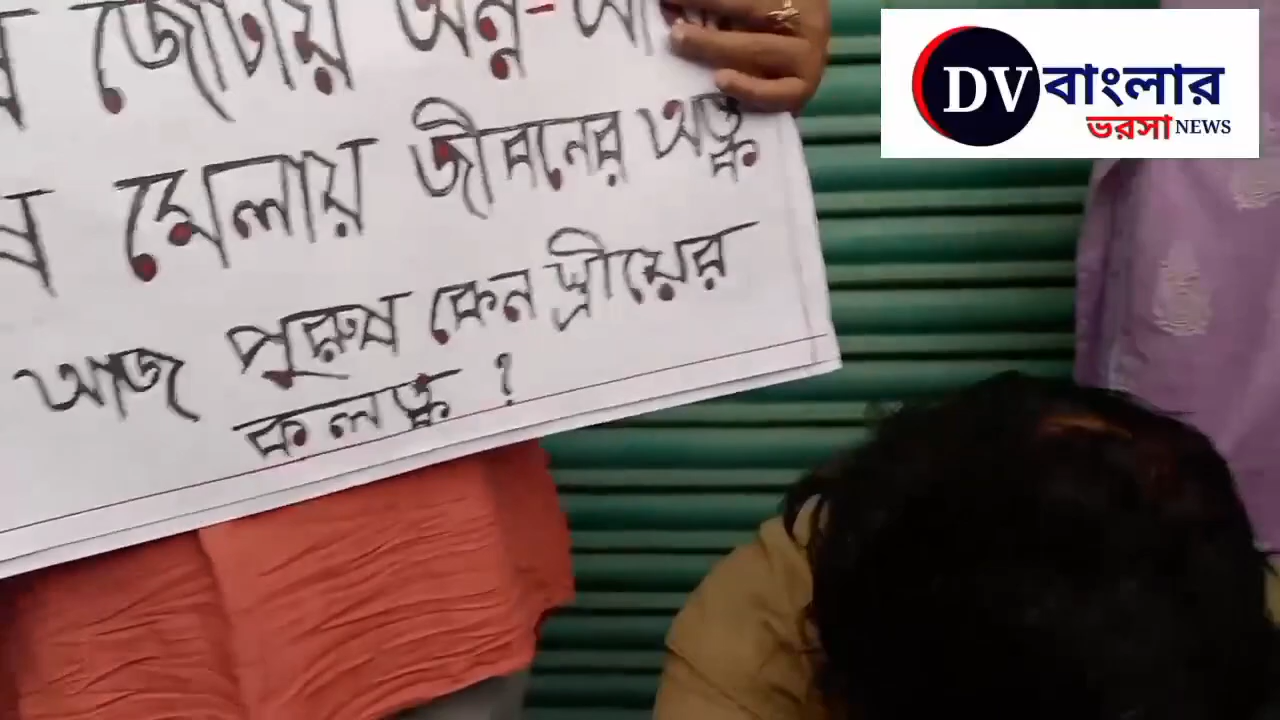 জোটায় অন্ন-
মেলায় জীবনের অঙ্ক
আজ পুরুষ কেন স্ত্রীয়ের
কলঙ্ক ?
DV বাংলার
ভরসা NEWS